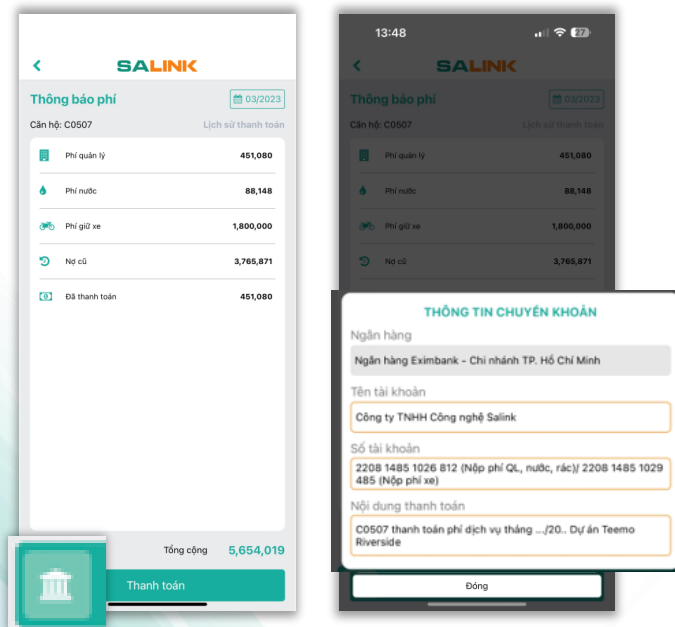 SALINK
Thông báo phí
03/2023
Căn hộ: C0507
Lịch sử thanh toán
Phí quản lý 451,080
Phí nước 88,148
Phí giữ xe 1,800,000
Nợ cũ 3,765,871
Đã thanh toán 451,080
Tổng cộng 5,654,019
Thanh toán
13:48
27
SALINK
Thông báo phí
03/2023
Căn hộ: C0507
Lịch sử thanh toán
Phí quản lý 451,080
Phí nước 88,148
Phí giữ xe 1,800,000
Nợ cũ 3,765,871
THÔNG TIN CHUYỂN KHOẢN
Ngân hàng
Ngân hàng Eximbank - Chi nhánh TP. Hồ Chí Minh
Tên tài khoản
Công ty TNHH Công nghệ Salink
Số tài khoản
2208 1485 1026 812 (Nộp phí QL, nước, rác)/ 2208 1485 1029
485 (Nộp phí xe)
Nội dung thanh toán
C0507 thanh toán phí dịch vụ tháng .../20.. Dự án Teemo
Riverside
Đóng